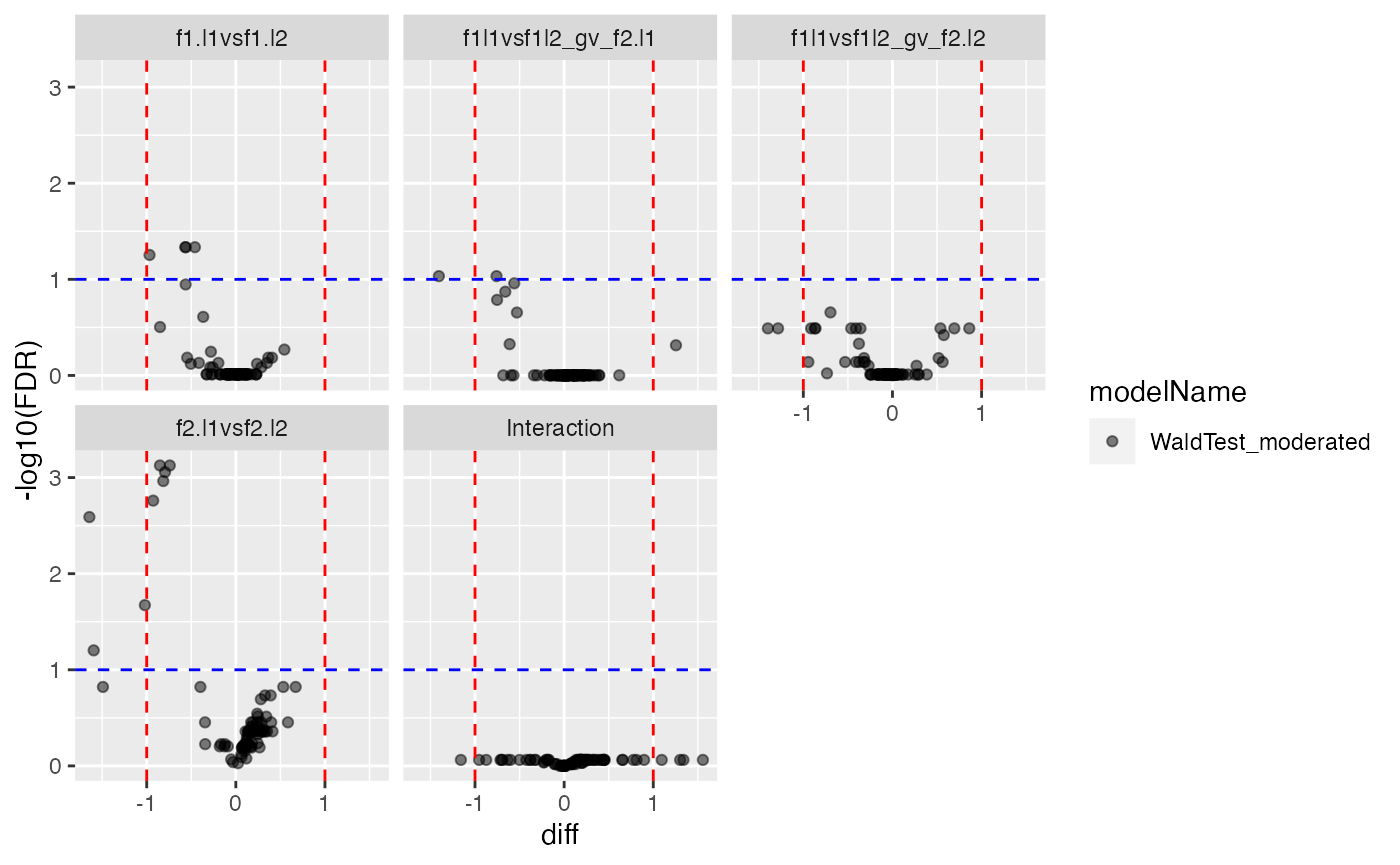 f1.l1vsf1.l2
f1l1vsf1l2_gv_f2.l1
f1l1vsf1l2_gv_f2.l2
3
2
1
0
-1
0
1
f2.l1vsf2.l2
Interaction
3
2
1
0
-1
0
1
-1
0
1
diff
-log10(FDR)
modelName
WaldTest_moderated